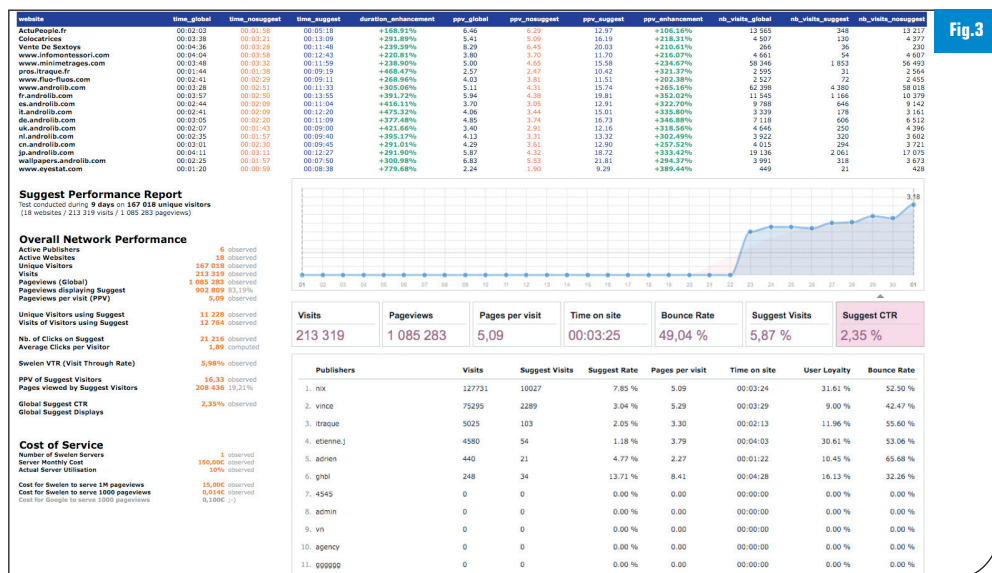 Fig.3
website time_global time_nosuggest time_suggest duration_enhancement ppv_global ppv_nosuggest ppv_suggest ppv_enhancement nb_visits_global nb_visits_suggest nb_visits_nosuggest
ActuPeople.fr 00:02:03 00:01:58 00:05:18 +168.91% 6.46 6.29 12.97 +106.16% 13 565 348 13 217
Colocatrices 00:03:38 00:03:21 00:13:09 +291.89% 5.41 5.09 16.19 +218.31% 4 507 130 4 377
Vente De Sextoys 00:04:36 00:03:28 00:11:48 +239.59% 8.29 6.45 20.03 +210.61% 266 36 230
www.infomontessori.com 00:04:04 00:03:58 00:12:43 +220.81% 3.80 3.70 11.71 +216.07% 4 661 54 4 607
www.minimetrages.com 00:03:48 00:03:32 00:11:59 +238.90% 5.00 4.65 15.58 +234.67% 58 346 1 853 56 493
pros.itraque.fr 00:01:44 00:01:38 00:09:19 +468.47% 2.57 2.47 10.42 +321.37% 2 595 31 2 564
www.fluo-fluos.com 00:02:41 00:02:29 00:09:11 +268.96% 4.03 3.81 11.51 +202.38% 2 527 72 2 455
www.androlib.com 00:03:28 00:02:51 00:11:33 +305.06% 5.11 4.31 15.74 +265.16% 62 398 4 380 58 018
fr.androlib.com 00:03:57 00:02:50 00:13:55 +391.72% 5.94 4.38 19.81 +352.02% 11 545 1 166 10 379
es.androlib.com 00:02:44 00:02:09 00:11:04 +416.11% 3.70 3.05 12.91 +322.70% 9 788 646 9 142
it.androlib.com 00:02:41 00:02:09 00:12:20 +475.32% 4.06 3.44 15.01 +335.80% 3 339 178 3 161
de.androlib.com 00:03:05 00:02:20 00:11:09 +377.48% 4.85 3.74 16.73 +346.88% 7 118 606 6 512
uk.androlib.com 00:02:07 00:01:43 00:09:00 +421.66% 3.40 2.91 12.16 +318.56% 4 646 250 4 396
nl.androlib.com 00:02:35 00:01:57 00:09:40 +395.17% 4.13 3.31 13.32 +302.49% 3 922 320 3 602
cn.androlib.com 00:03:01 00:02:30 00:09:45 +291.01% 4.29 3.61 12.90 +257.52% 4 015 294 3 721
jp.androlib.com 00:04:11 00:03:11 00:12:27 +291.90% 5.87 4.32 18.72 +333.42% 19 136 2 061 17 075
wallpapers.androlib.com 00:02:25 00:01:57 00:07:50 +300.98% 6.83 5.53 21.81 +294.37% 3 991 318 3 673
www.eyestat.com 00:01:20 00:00:59 00:08:38 +779.68% 2.24 1.90 9.29 +389.44% 449 21 428
Suggest Performance Report
Test conducted during 9 days on 167 018 unique visitors
(18 websites / 213 319 visits / 1 085 283 pageviews)
Overall Network Performance
Active Publishers 6 observed
Active Websites 18 observed
Unique Visitors 167 018 observed
Visits 213 319 observed
Pageviews (Global) 1 085 283 observed
Pageviews displaying Suggest 902 809 83,19%
Pageviews per visit (PPV) 5,09 observed
Unique Visitors using Suggest 11 228 observed
Visits of Visitors using Suggest 12 764 observed
Nb. of Clicks on Suggest 21 216 observed
Average Clicks per Visitor 1,89 computed
Swelen VTR (Visit Through Rate) 5,98% observed
PPV of Suggest Visitors 16,33 observed
Pages viewed by Suggest Visitors 208 436 19,21%
Global Suggest CTR 2,35% observed
Global Suggest Displays
Cost of Service
Number of Swelen Servers 1 observed
Server Monthly Cost 150,00€ observed
Actual Server Utilisation 10% observed
Cost for Swelen to serve 1M pageviews 15,00€ observed
Cost for Swelen to serve 1000 pageviews 0,014€ observed
Cost for Google to serve 1000 pageviews 0,100€ ;-)
3,18
01 02 03 04 05 06 07 08 09 10 11 12 13 14 15 16 17 18 19 20 21 22 23 24 25 26 27 28 29 30 01
Visits Pageviews Pages per visit Time on site Bounce Rate Suggest Visits Suggest CTR
213 319 1 085 283 5,09 00:03:25 49,04 % 5,87 % 2,35 %
Publishers Visits Suggest Visits Suggest Rate Pages per visit Time on site User Loyalty Bounce Rate
1. nix 127731 10027 7.85 % 5.09 00:03:24 31.61 % 52.50 %
2. vince 75295 2289 3.04 % 5.29 00:03:29 9.00 % 42.47 %
3. itraque 5025 103 2.05 % 3.30 00:02:13 11.96 % 55.60 %
4. etienne.j 4580 54 1.18 % 3.79 00:04:03 30.61 % 53.06 %
5. adrien 440 21 4.77 % 2.27 00:01:22 10.45 % 65.68 %
6. ghbl 248 34 13.71 % 8.41 00:04:28 16.13 % 32.26 %
7. 4545 0 0 0.00 % 0.00 00:00:00 0.00 % 0.00 %
8. admin 0 0 0.00 % 0.00 00:00:00 0.00 % 0.00 %
9. vn 0 0 0.00 % 0.00 00:00:00 0.00 % 0.00 %
10. agency 0 0 0.00 % 0.00 00:00:00 0.00 % 0.00 %
11. gggggg 0 0 0.00 % 0.00 00:00:00 0.00 % 0.00 %